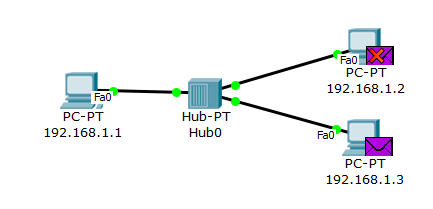 Fa0
PC-PT
192.168.1.1
Hub-PT
Hub0
Fa0
PC-PT
192.168.1.2
Fa0
PC-PT
192.168.1.3